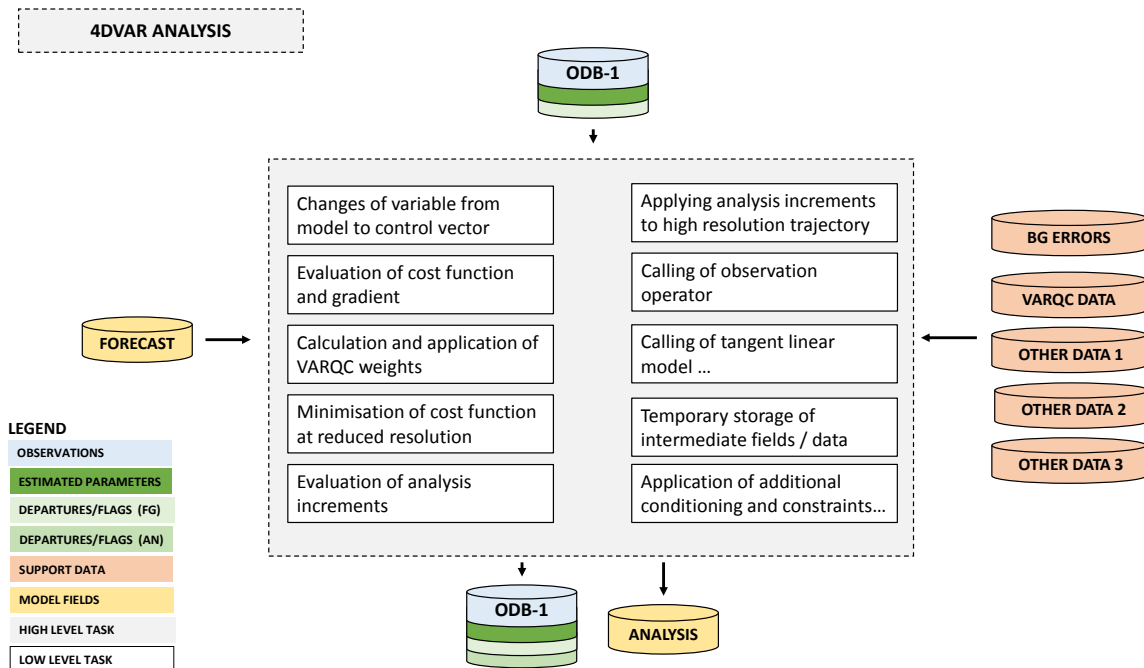 4DVAR ANALYSIS
ODB-1
Changes of variable from
model to control vector
Evaluation of cost function
and gradient
Calculation and application of
VARQC weights
Minimisation of cost function
at reduced resolution
Evaluation of analysis
increments
Applying analysis increments
to high resolution trajectory
Calling of observation
operator
Calling of tangent linear
model ...
Temporary storage of
intermediate fields / data
Application of additional
conditioning and constraints...
FORECAST
BG ERRORS
VARQC DATA
OTHER DATA 1
OTHER DATA 2
OTHER DATA 3
LEGEND
OBSERVATIONS
ESTIMATED PARAMETERS
DEPARTURES/FLAGS (FG)
DEPARTURES/FLAGS (AN)
SUPPORT DATA
MODEL FIELDS
HIGH LEVEL TASK
LOW LEVEL TASK
ODB-1
ANALYSIS